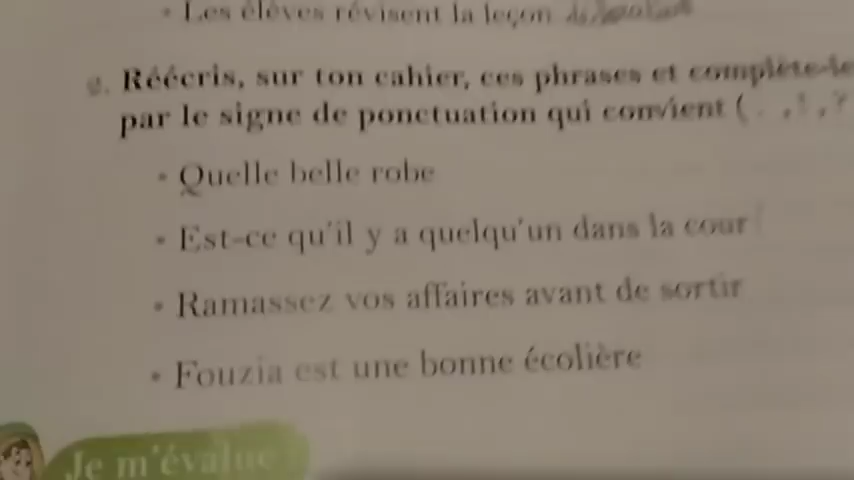 • Les élèves révisent la leçon
2. Réécris, sur ton cahier, ces phrases et complète-le
par le signe de ponctuation qui convient ( . , ! , ?
• Quelle belle robe
• Est-ce qu'il y a quelqu'un dans la cour
• Ramassez vos affaires avant de sortir
• Fouzia est une bonne écolière
Je m'évalue